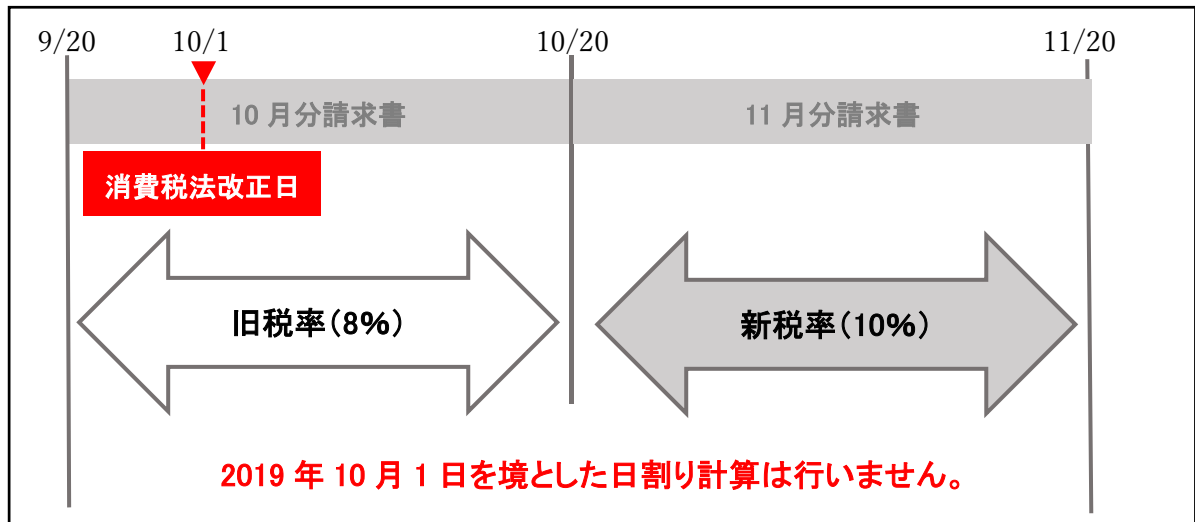 9/20 10/1 10/20 11/20
10 月分請求書 11 月分請求書
消費税法改正日
旧税率（8％） 新税率（10％）
2019 年 10 月 1 日を境とした日割り計算は行いません。